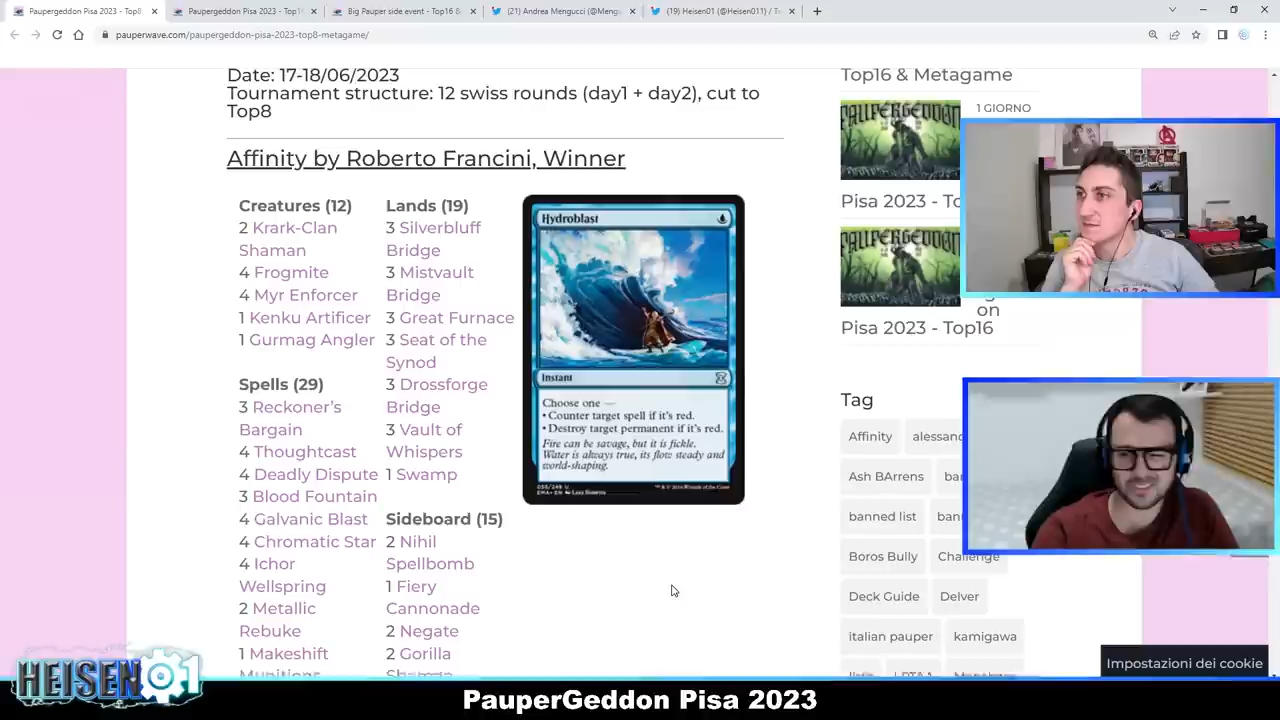 Paupergeddon Pisa 2023 - Top8
Paupergeddon Pisa 2023 - Top1
Big Pauper side event - Top16 &
(21) Andrea Mengucci (@Meng
(19) Heisen01 (@Heisen011) / T
pauperwave.com/paupergeddon-pisa-2023-top8-metagame/
Date: 17-18/06/2023
Tournament structure: 12 swiss rounds (day1 + day2), cut to
Top8
Affinity by Roberto Francini, Winner
Creatures (12)
2 Krark-Clan
Shaman
4 Frogmite
4 Myr Enforcer
1 Kenku Artificer
1 Gurmag Angler
Spells (29)
3 Reckoner's
Bargain
4 Thoughtcast
4 Deadly Dispute
3 Blood Fountain
4 Galvanic Blast
4 Chromatic Star
4 Ichor
Wellspring
2 Metallic
Rebuke
1 Makeshift
Munitions
Lands (19)
3 Silverbluff
Bridge
3 Mistvault
Bridge
3 Great Furnace
3 Seat of the
Synod
3 Drossforge
Bridge
3 Vault of
Whispers
1 Swamp
Sideboard (15)
2 Nihil
Spellbomb
1 Fiery
Cannonade
2 Negate
2 Gorilla
Shaman
Hydroblast
Instant
Choose one —
• Counter target spell if it's red.
• Destroy target permanent if it's red.
Fire can be savage, but it is fickle.
Water is always true, its flow steady and
world-shaping.
Top16 & Metagame
PAUPERGEDDON
1 GIORNO
Pisa 2023 - To
PAUPERGEDDON
on
Pisa 2023 - Top16
Tag
Affinity
Ash BArrens
banned list
Boros Bully
Challenge
Deck Guide
Delver
italian pauper
kamigawa
Impostazioni dei cookie
HEISEN 01
PauperGeddon Pisa 2023